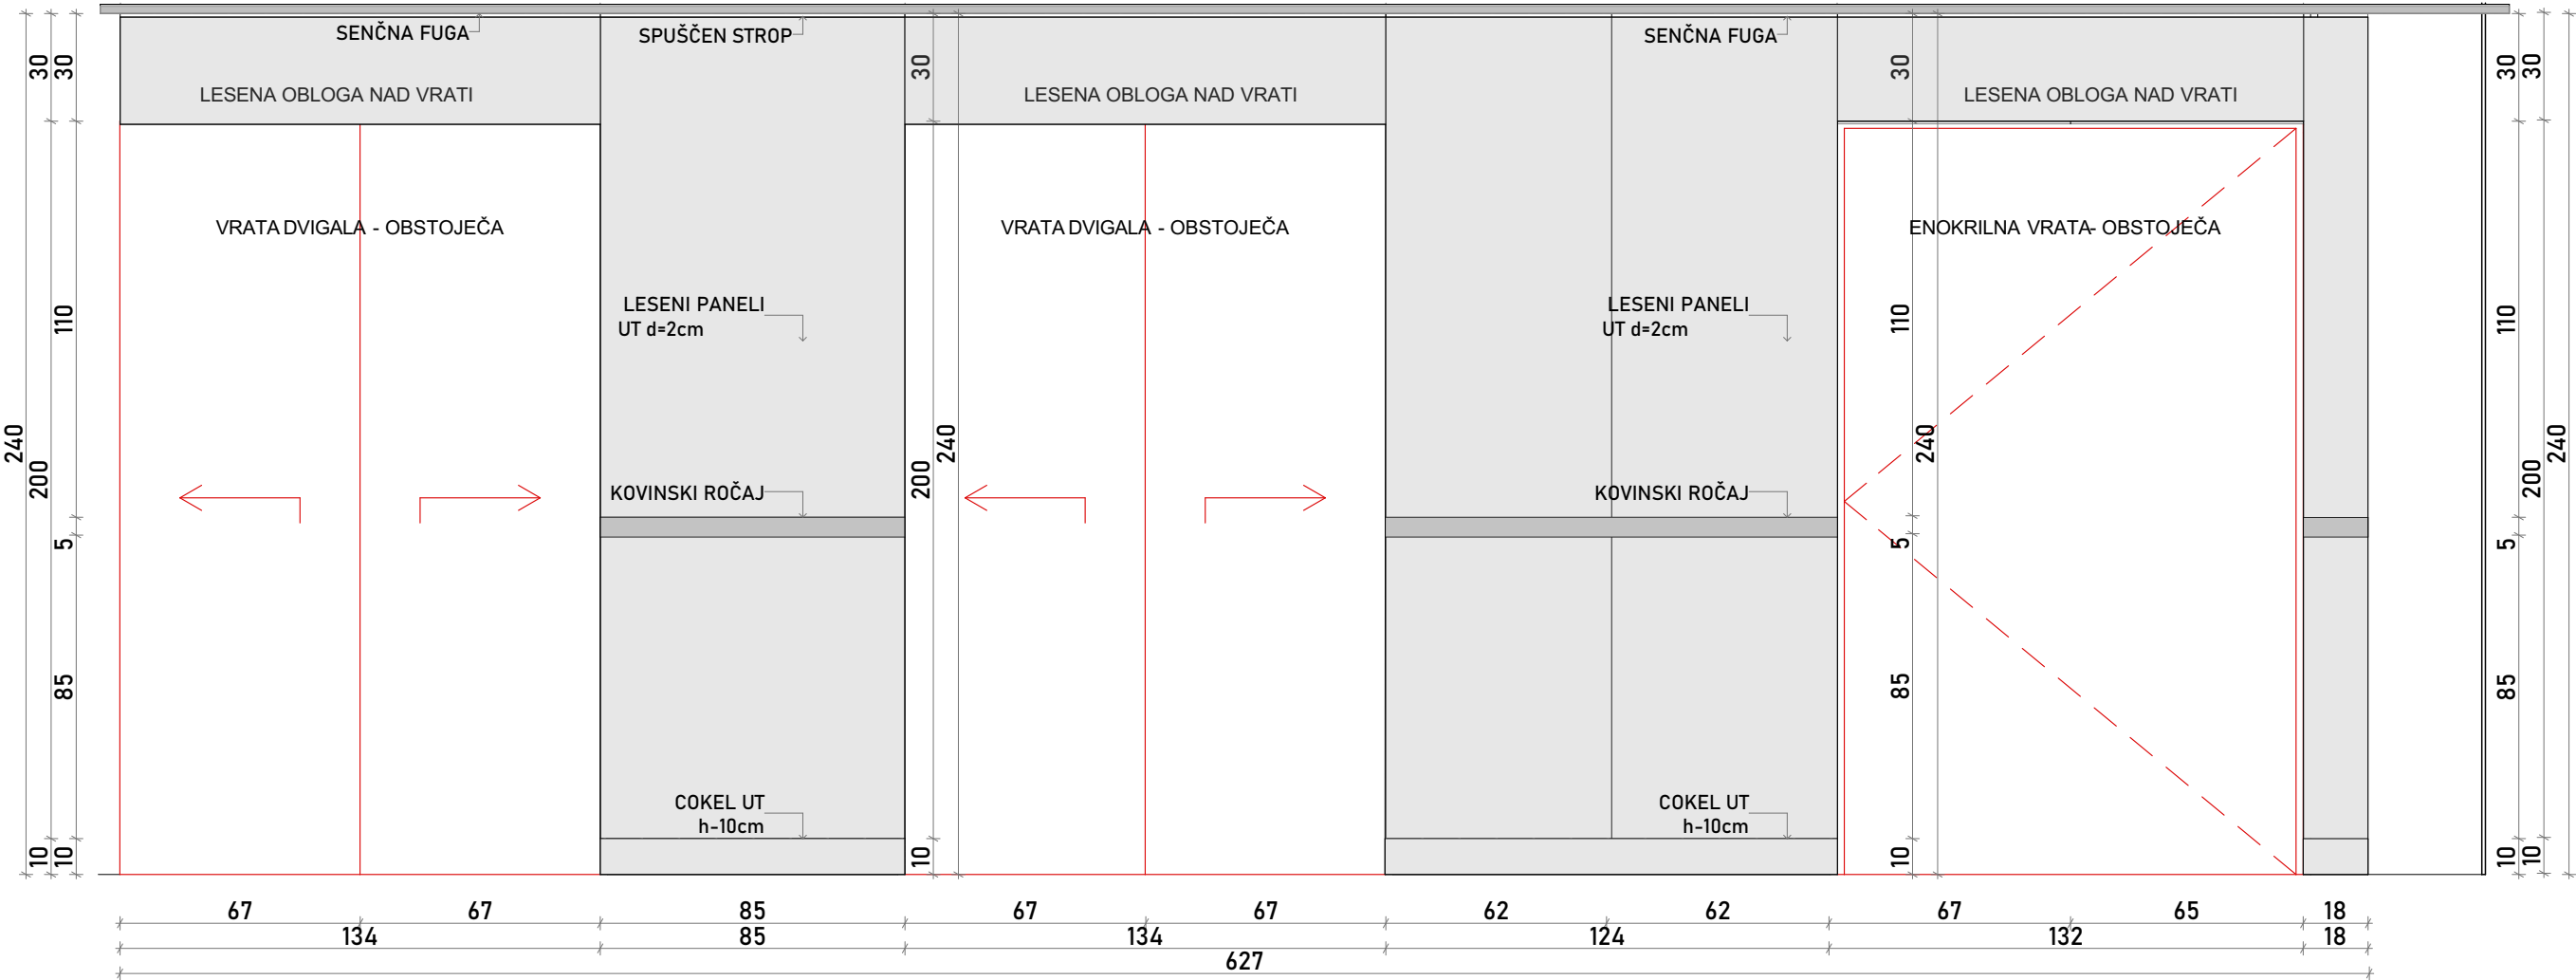 SENČNA FUGA
SPUŠČEN STROP
SENČNA FUGA
LESENA OBLOGA NAD VRATI
LESENA OBLOGA NAD VRATI
LESENA OBLOGA NAD VRATI
VRATA DVIGALA - OBSTOJEČA
VRATA DVIGALA - OBSTOJEČA
ENOKRILNA VRATA- OBSTOJEČA
LESENI PANELI
UT d=2cm
LESENI PANELI
UT d=2cm
KOVINSKI ROČAJ
KOVINSKI ROČAJ
COKEL UT
h-10cm
COKEL UT
h-10cm
240
30
200
10
30
110
5
85
10
30
200
10
240
30
110
5
85
10
240
30
110
5
85
10
30
200
10
240
67 67 85 67 67 62 62 67 65 18
134 85 134 124 132 18
627